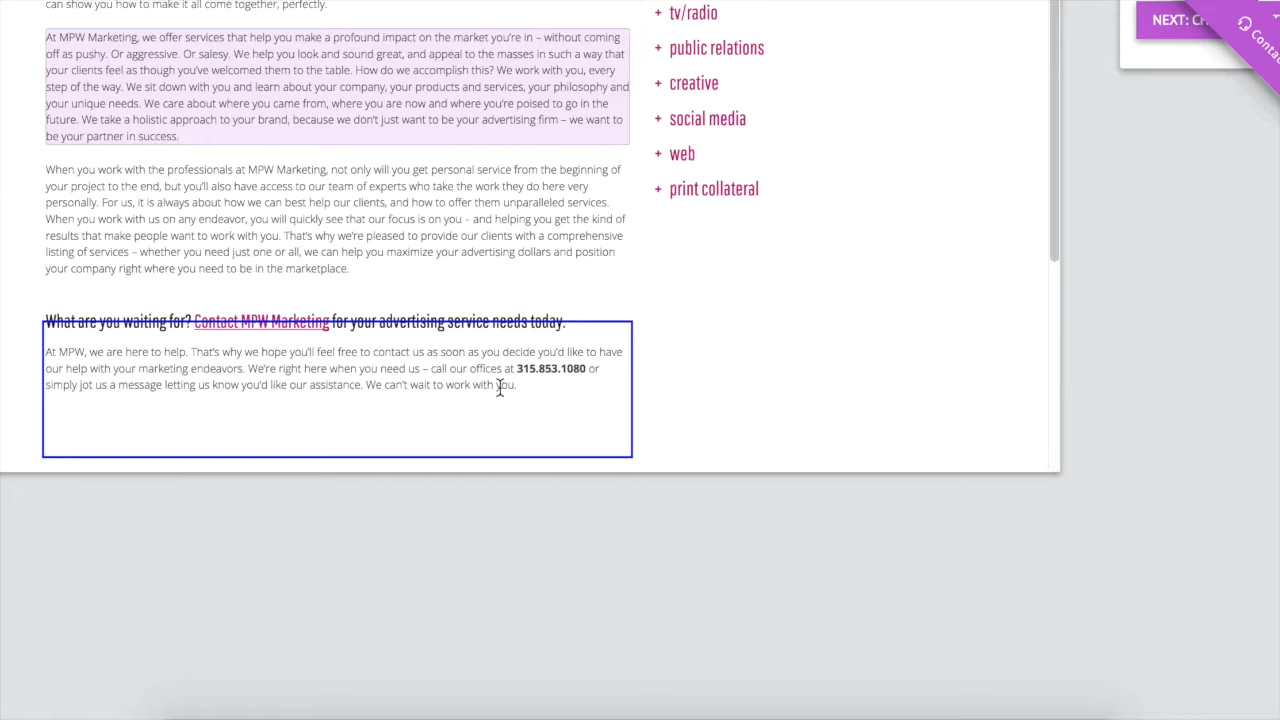 can show you how to make it all come together, perfectly.
At MPW Marketing, we offer services that help you make a profound impact on the market you're in – without coming
off as pushy. Or aggressive. Or salesy. We help you look and sound great, and appeal to the masses in such a way that
your clients feel as though you've welcomed them to the table. How do we accomplish this? We work with you, every
step of the way. We sit down with you and learn about your company, your products and services, your philosophy and
your unique needs. We care about where you came from, where you are now and where you're poised to go in the
future. We take a holistic approach to your brand, because we don't just want to be your advertising firm – we want to
be your partner in success.
When you work with the professionals at MPW Marketing, not only will you get personal service from the beginning of
your project to the end, but you'll also have access to our team of experts who take the work they do here very
personally. For us, it is always about how we can best help our clients, and how to offer them unparalleled services.
When you work with us on any endeavor, you will quickly see that our focus is on you – and helping you get the kind of
results that make people want to work with you. That's why we're pleased to provide our clients with a comprehensive
listing of services – whether you need just one or all, we can help you maximize your advertising dollars and position
your company right where you need to be in the marketplace.
What are you waiting for? Contact MPW Marketing for your advertising service needs today.
At MPW, we are here to help. That's why we hope you'll feel free to contact us as soon as you decide you'd like to have
our help with your marketing endeavors. We're right here when you need us – call our offices at 315.853.1080 or
simply jot us a message letting us know you'd like our assistance. We can't wait to work with you.
+ tv/radio
+ public relations
+ creative
+ social media
+ web
+ print collateral
NEXT: